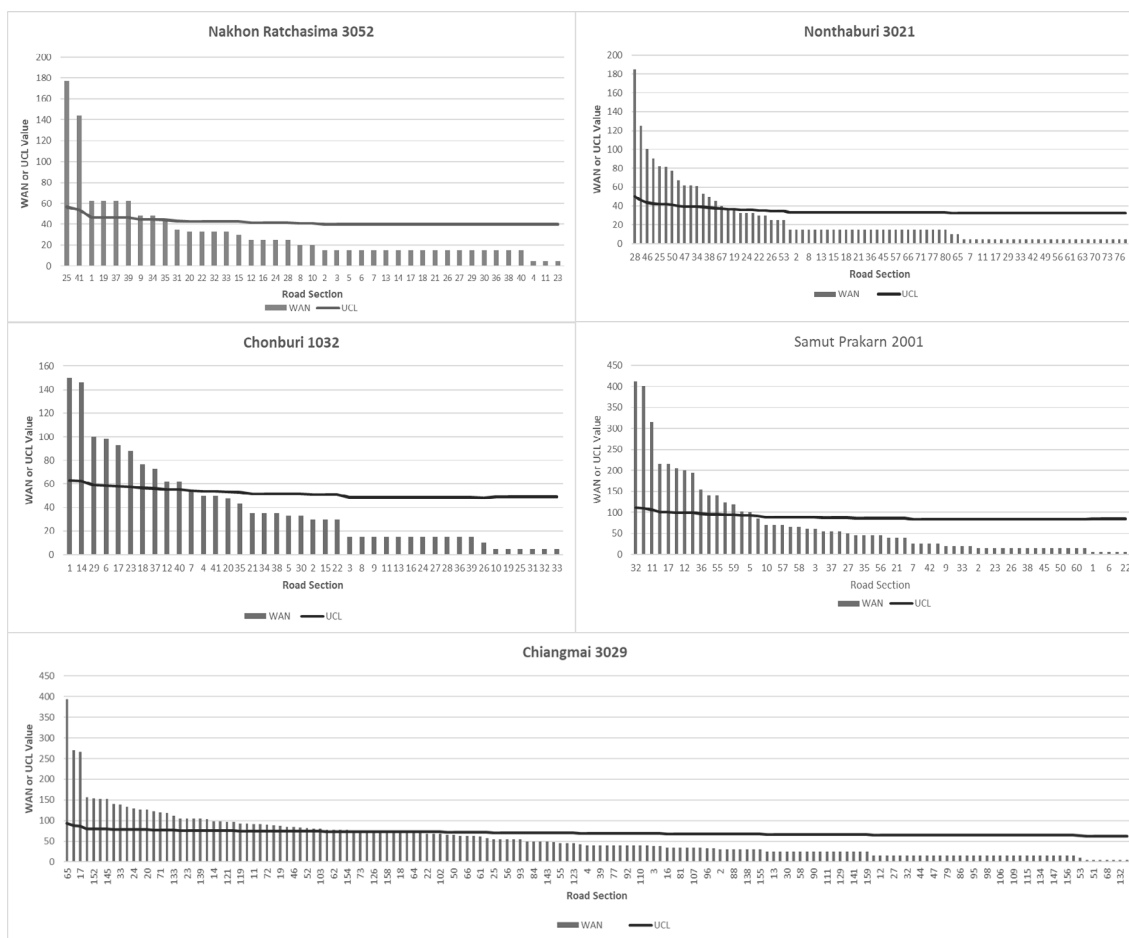 Nakhon Ratchasima 3052
200
180
160
140
120
100
80
60
40
20
0
WAN or UCL Value
25 41 1 19 37 39 9 34 35 31 20 22 32 33 15 12 16 24 28 8 10 2 3 5 6 7 13 14 17 18 21 26 27 29 30 36 38 40 4 11 23
Road Section
WAN UCL
Nonthaburi 3021
200
180
160
140
120
100
80
60
40
20
0
WAN or UCL Value
28 46 25 50 47 34 38 67 19 24 22 26 53 2 8 13 15 18 21 36 45 57 66 71 77 80 65 7 11 17 29 33 42 56 61 63 70 73 76
Road Section
WAN UCL
Chonburi 1032
160
140
120
100
80
60
40
20
0
WAN or UCL Value
1 14 29 6 17 23 18 37 12 40 7 4 41 20 35 21 34 38 5 30 2 15 22 3 8 9 11 13 16 24 27 28 36 39 26 10 19 25 31 32 33
Road Section
WAN UCL
Samut Prakarn 2001
450
400
350
300
250
200
150
100
50
0
WAN or UCL Value
32 11 17 12 36 55 59 5 10 57 58 3 37 27 35 56 21 7 42 9 33 2 14 26 38 45 50 60 1 6 22
Road Section
WAN UCL
Chiangmai 3029
450
400
350
300
250
200
150
100
50
0
WAN or UCL Value
65 17 152 145 33 24 20 71 133 23 139 14 121 119 11 72 19 46 52 103 62 154 73 126 158 18 64 22 102 50 66 61 25 56 93 84 143 55 123 4 39 77 92 110 3 16 81 107 96 2 88 138 155 13 30 58 90 111 129 141 159 12 27 32 44 47 79 86 95 98 106 109 115 134 147 156 53 51 68 132
Road Section
WAN UCL